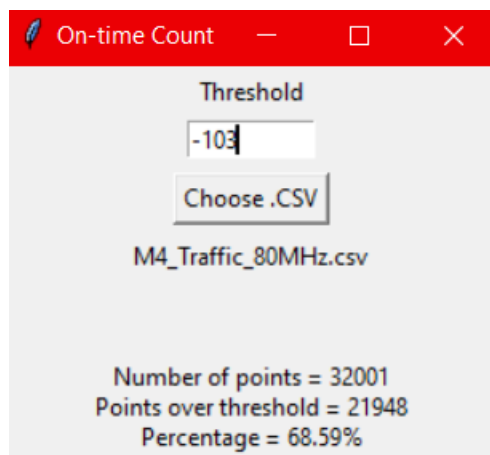 On-time Count
Threshold
-103
Choose .CSV
M4_Traffic_80MHz.csv
Number of points = 32001
Points over threshold = 21948
Percentage = 68.59%